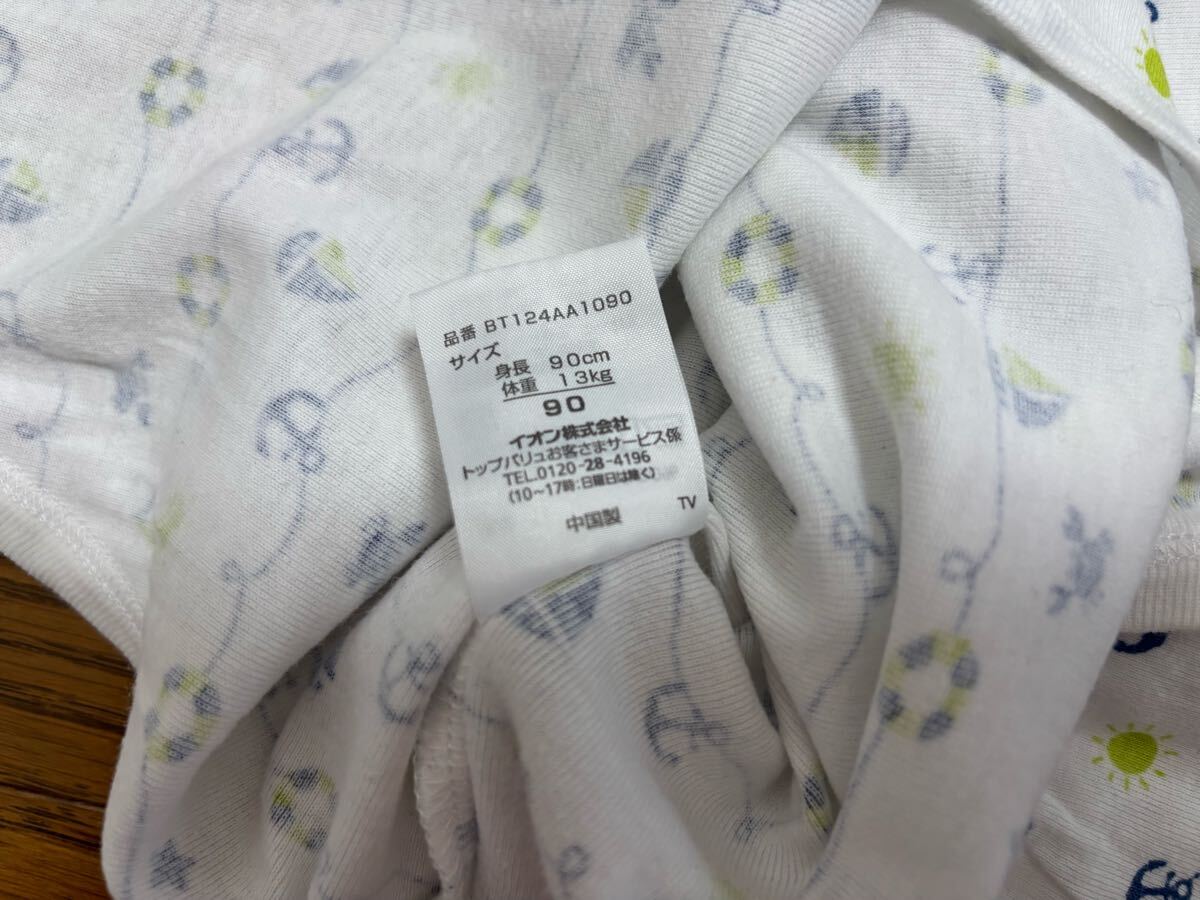 品番 BT124AA1090
サイズ
身長 90cm
体重 13kg
90
イオン株式会社
トップバリュお客さまサービス係
TEL.0120-28-4196
(10~17時:日曜日は除く)
中国製 TV